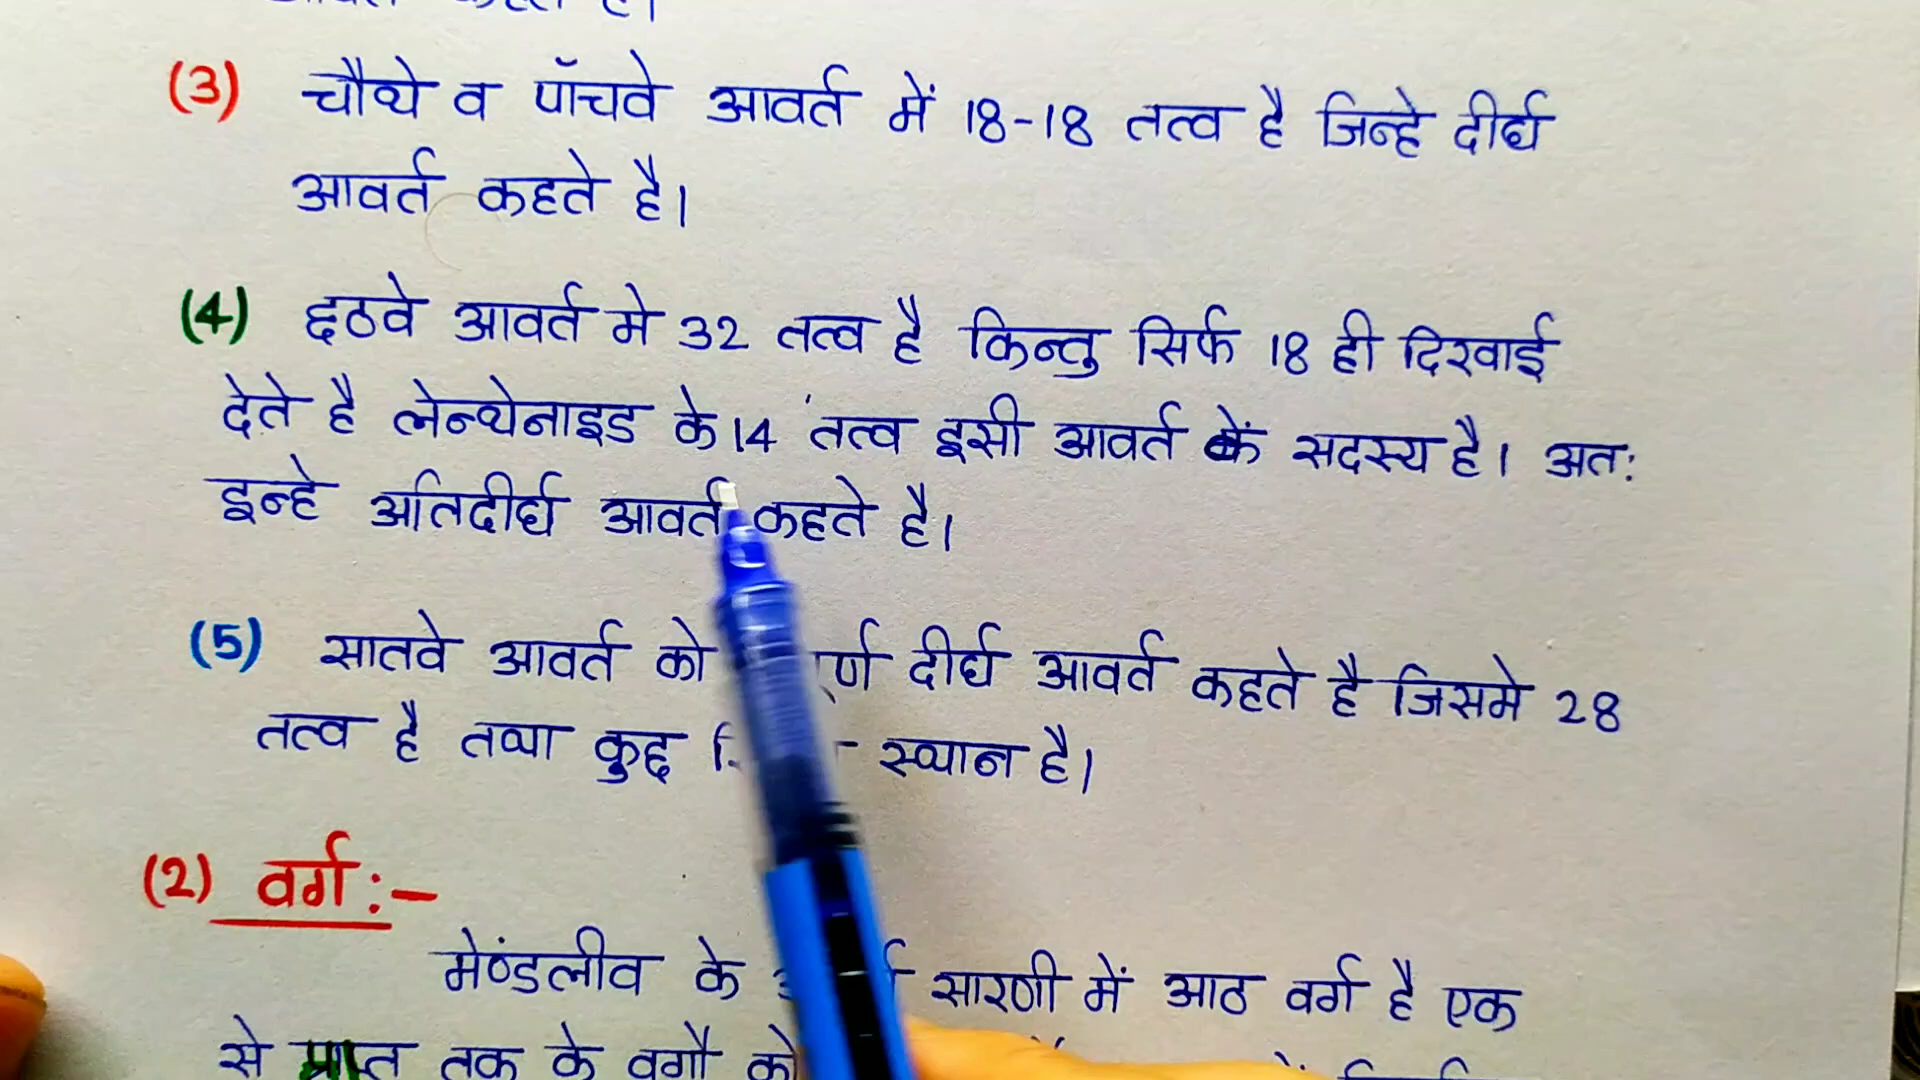 (3) चौथे व पॉचवे आवर्त में 18-18 तत्व है जिन्हे दीर्घ
आवर्त कहते है।
(4) छठवे आवर्त मे 32 तत्व है किन्तु सिर्फ 18 ही दिखाई
देते है लेन्थेनाइड के 14 तत्व इसी आवर्त के सदस्य है। अतः
इन्हे अतिदीर्घ आवर्त कहते है।
(5) सातवे आवर्त को दीर्घ आवर्त कहते है जिसमे 28
तत्व है तथा कुछ स्थान है।
(2) वर्ग :-
मेण्डलीव के सारणी में आठ वर्ग है एक
से प्राप्त तक के वर्गो को